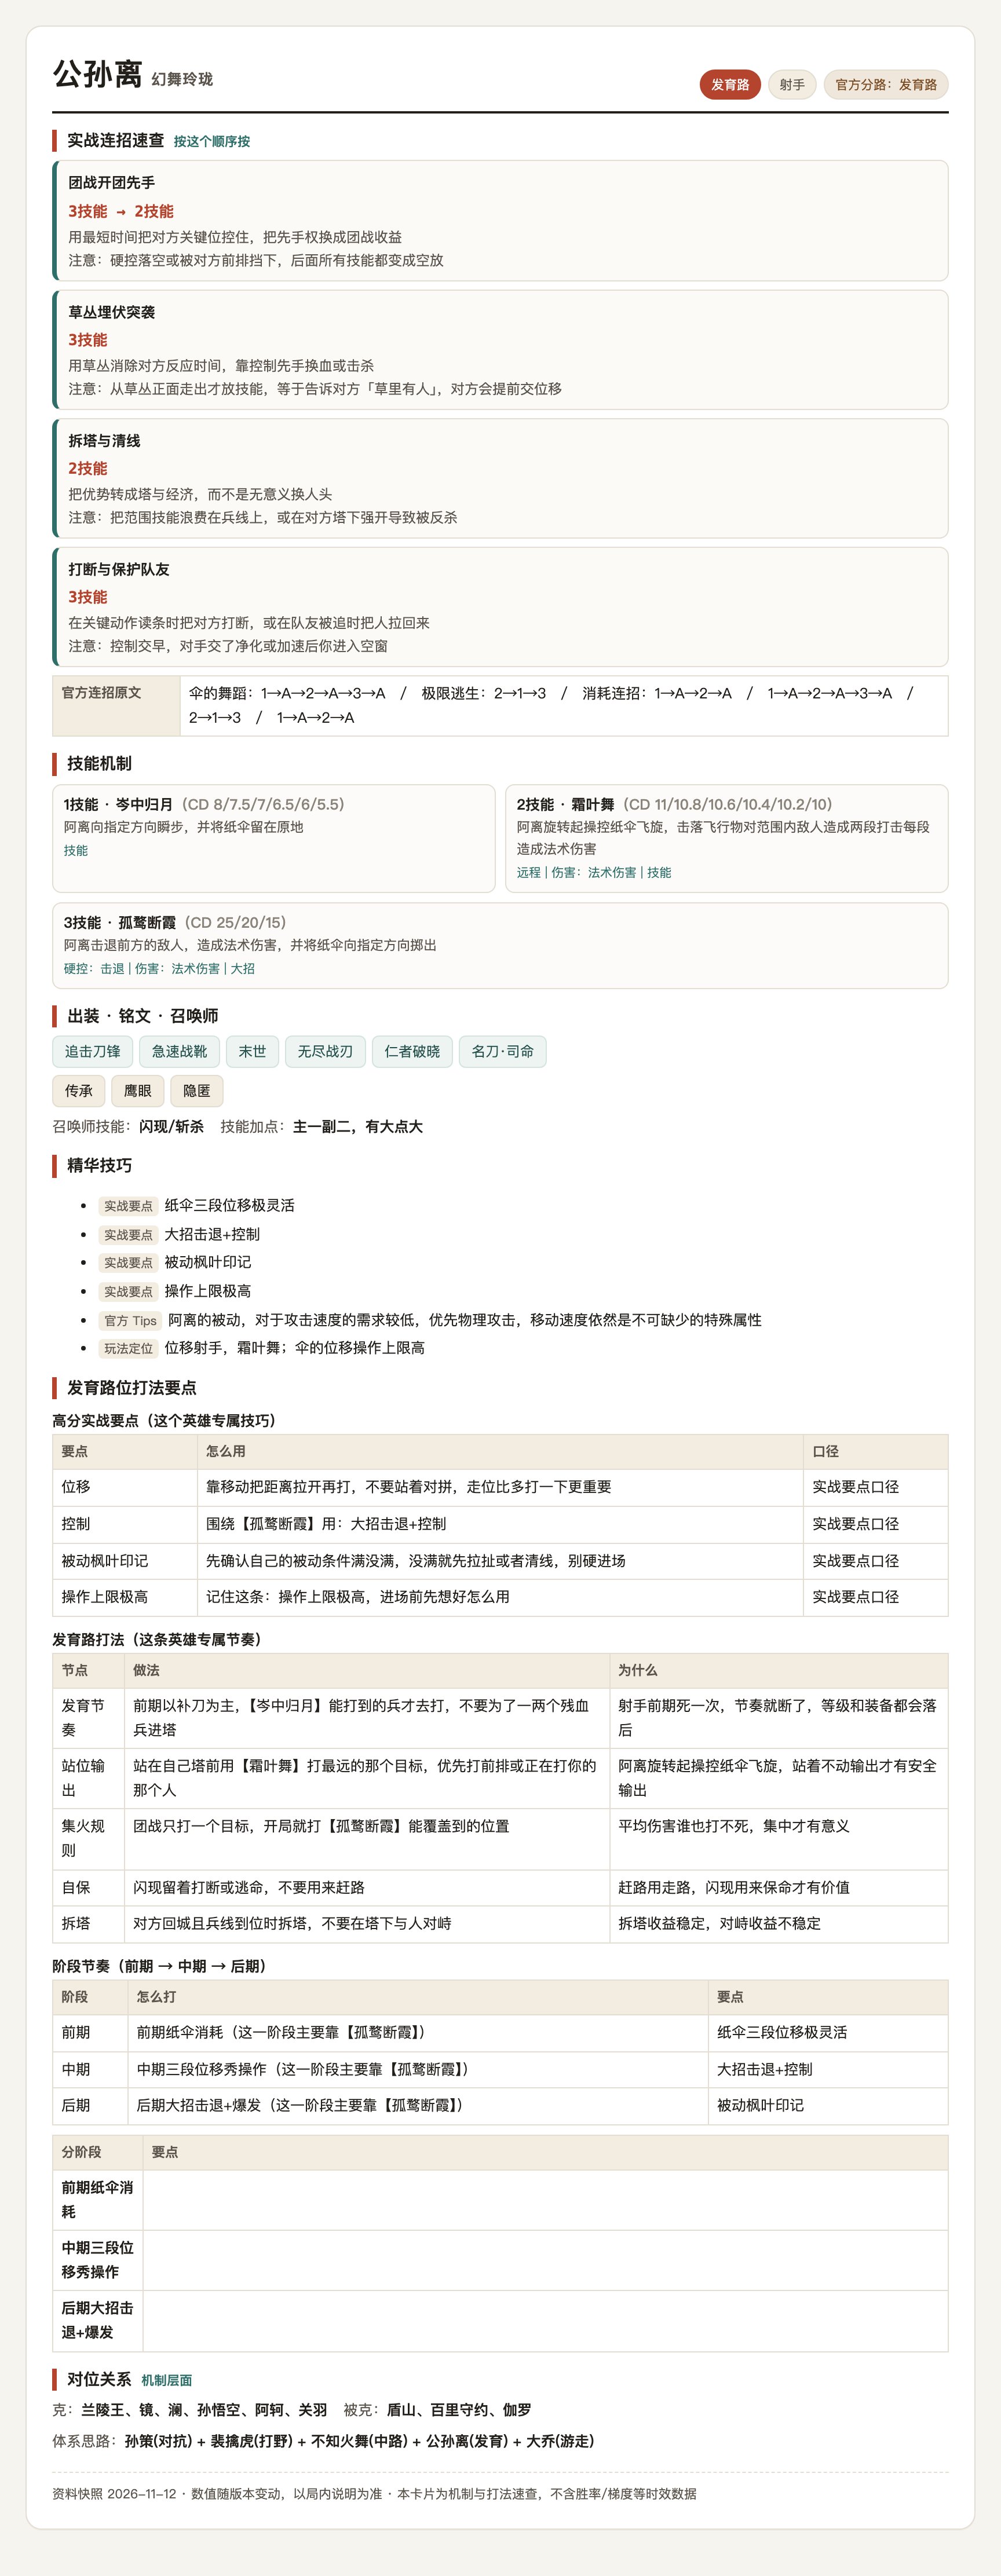 公孙离 幻舞玲珑
发育路 射手 官方分路：发育路
实战连招速查 按这个顺序按
团战开团先手
3技能 → 2技能
用最短时间把对方关键位控住，把先手权换成团战收益
注意：硬控落空或被对方前排挡下，后面所有技能都变成空放
草丛埋伏突袭
3技能
用草丛消除对方反应时间，靠控制先手换血或击杀
注意：从草丛正面走出才放技能，等于告诉对方「草里有人」，对方会提前交位移
拆塔与清线
2技能
把优势转成塔与经济，而不是无意义换人头
注意：把范围技能浪费在兵线上，或在对方塔下强开导致被反杀
打断与保护队友
3技能
在关键动作读条时把对方打断，或在队友被追时把人拉回来
注意：控制交早，对手交了净化或加速后你进入空窗
官方连招原文 伞的舞蹈：1→A→2→A→3→A / 极限逃生：2→1→3 / 消耗连招：1→A→2→A / 1→A→2→A→3→A /
2→1→3 / 1→A→2→A
技能机制
1技能 · 岑中归月（CD 8/7.5/7/6.5/6/5.5）
阿离向指定方向瞬步，并将纸伞留在原地
技能
2技能 · 霜叶舞（CD 11/10.8/10.6/10.4/10.2/10）
阿离旋转起操控纸伞飞旋，击落飞行物对范围内敌人造成两段打击每段
造成法术伤害
远程 | 伤害：法术伤害 | 技能
3技能 · 孤鹜断霞（CD 25/20/15）
阿离击退前方的敌人，造成法术伤害，并将纸伞向指定方向掷出
硬控：击退 | 伤害：法术伤害 | 大招
出装 · 铭文 · 召唤师
追击刀锋 急速战靴 末世 无尽战刃 仁者破晓 名刀·司命
传承 鹰眼 隐匿
召唤师技能：闪现/斩杀 技能加点：主一副二，有大点大
精华技巧
• 实战要点 纸伞三段位移极灵活
• 实战要点 大招击退+控制
• 实战要点 被动枫叶印记
• 实战要点 操作上限极高
• 官方 Tips 阿离的被动，对于攻击速度的需求较低，优先物理攻击，移动速度依然是不可缺少的特殊属性
• 玩法定位 位移射手，霜叶舞；伞的位移操作上限高
发育路位打法要点
高分实战要点（这个英雄专属技巧）
要点 怎么用 口径
位移 靠移动把距离拉开再打，不要站着对拼，走位比多打一下更重要 实战要点口径
控制 围绕【孤鹜断霞】用：大招击退+控制 实战要点口径
被动枫叶印记 先确认自己的被动条件满没满，没满就先拉扯或者清线，别硬进场 实战要点口径
操作上限极高 记住这条：操作上限极高，进场前先想好怎么用 实战要点口径
发育路打法（这条英雄专属节奏）
节点 做法 为什么
发育节奏 前期以补刀为主，【岑中归月】能打到的兵才去打，不要为了一两个残血兵进塔 射手前期死一次，节奏就断了，等级和装备都会落后
站位输出 站在自己塔前用【霜叶舞】打最远的那个目标，优先打前排或正在打你的那个人 阿离旋转起操控纸伞飞旋，站着不动输出才有安全输出
集火规则 团战只打一个目标，开局就打【孤鹜断霞】能覆盖到的位置 平均伤害谁也打不死，集中才有意义
自保 闪现留着打断或逃命，不要用来赶路 赶路用走路，闪现用来保命才有价值
拆塔 对方回城且兵线到位时拆塔，不要在塔下与人对峙 拆塔收益稳定，对峙收益不稳定
阶段节奏（前期 → 中期 → 后期）
阶段 怎么打 要点
前期 前期纸伞消耗（这一阶段主要靠【孤鹜断霞】） 纸伞三段位移极灵活
中期 中期三段位移秀操作（这一阶段主要靠【孤鹜断霞】） 大招击退+控制
后期 后期大招击退+爆发（这一阶段主要靠【孤鹜断霞】） 被动枫叶印记
分阶段 要点
前期纸伞消耗
中期三段位移秀操作
后期大招击退+爆发
对位关系 机制层面
克：兰陵王、镜、澜、孙悟空、阿轲、关羽 被克：盾山、百里守约、伽罗
体系思路：孙策(对抗) + 裴擒虎(打野) + 不知火舞(中路) + 公孙离(发育) + 大乔(游走)
资料快照 2026-11-12 · 数值随版本变动，以局内说明为准 · 本卡片为机制与打法速查，不含胜率/梯度等时效数据